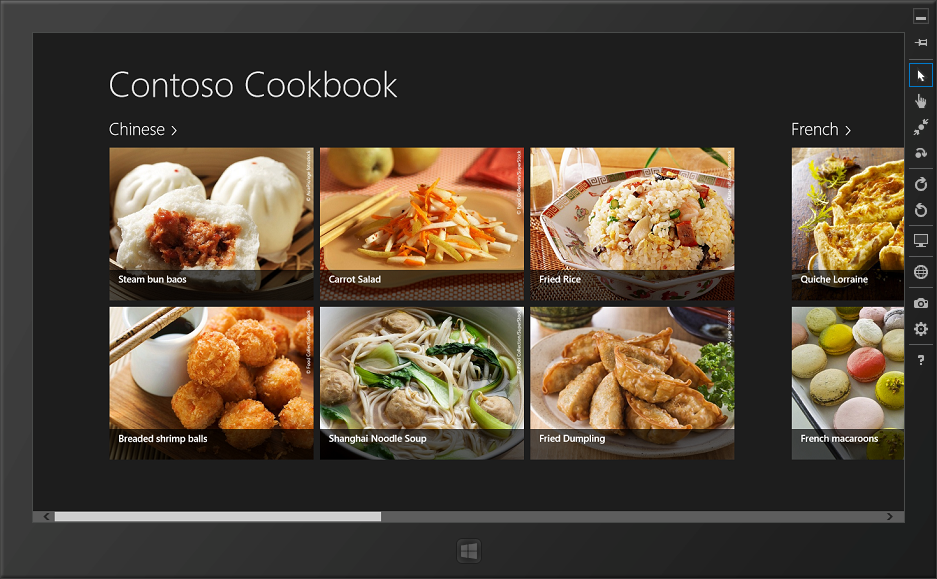 Contoso Cookbook
Chinese >
French >
Steam bun baos
Carrot Salad
Fried Rice
Quiche Lorraine
Breaded shrimp balls
Shanghai Noodle Soup
Fried Dumpling
French macaroons
?